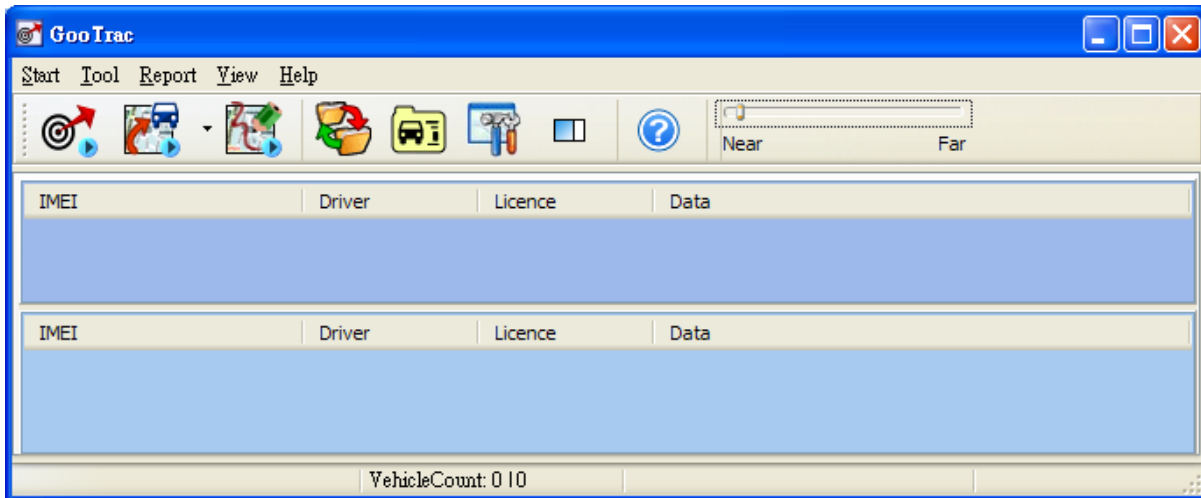 GooTrac
Start Tool Report View Help
Near Far
IMEI Driver Licence Data
IMEI Driver Licence Data
VehicleCount: 0 | 0